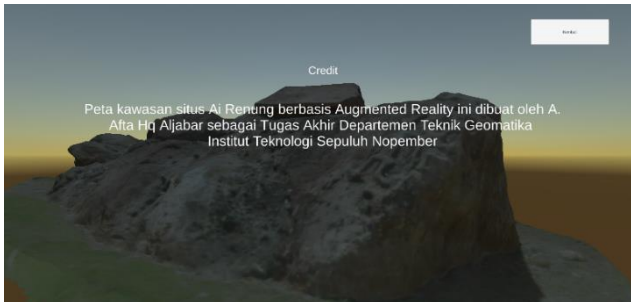 Credit
Peta kawasan situs Ai Renung berbasis Augmented Reality ini dibuat oleh A.
Afta Hq Aljabar sebagai Tugas Akhir Departemen Teknik Geomatika
Institut Teknologi Sepuluh Nopember